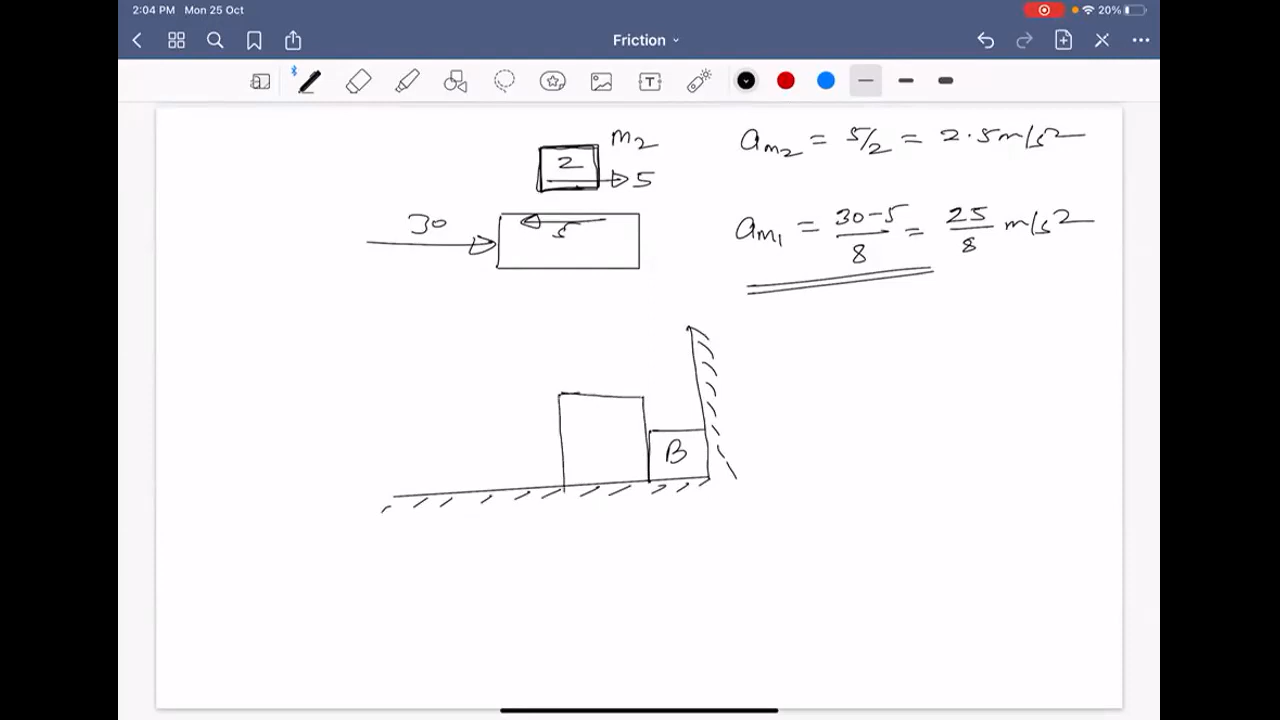 2:04 PM Mon 25 Oct
20%
Friction
T
m2
2
5
am2 = 5/2 = 2.5 m/s2
30
5
am1 = 30-5/8 = 25/8 m/s2
B